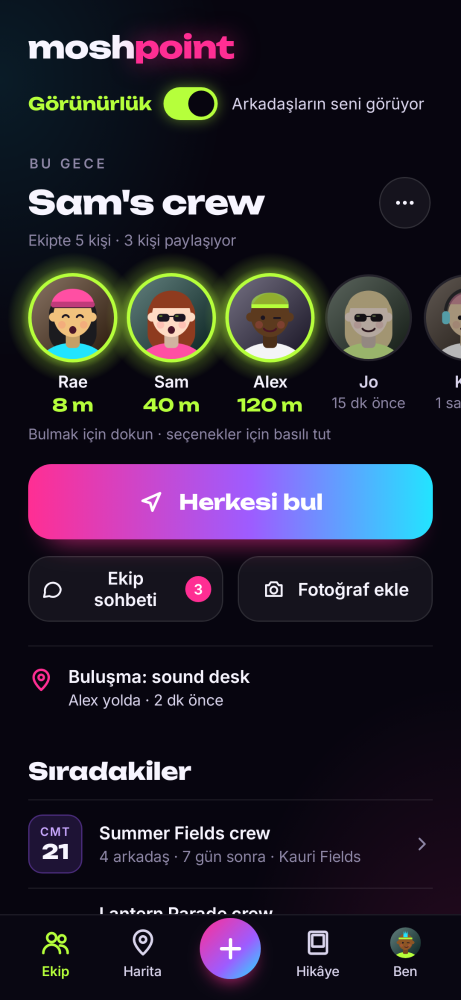 moshpoint
Görünürlük
Arkadaşların seni görüyor
BU GECE
Sam's crew
Ekipte 5 kişi · 3 kişi paylaşıyor
Rae
Sam
Alex
Jo
8 m
40 m
120 m
15 dk önce
Bulmak için dokun · seçenekler için basılı tut
Herkesi bul
Ekip
sohbeti
3
Fotoğraf ekle
Buluşma: sound desk
Alex yolda · 2 dk önce
Sıradakiler
CMT
21
Summer Fields crew
4 arkadaş · 7 gün sonra · Kauri Fields
Lantern Parade crew
Ekip
Harita
Hikâye
Ben